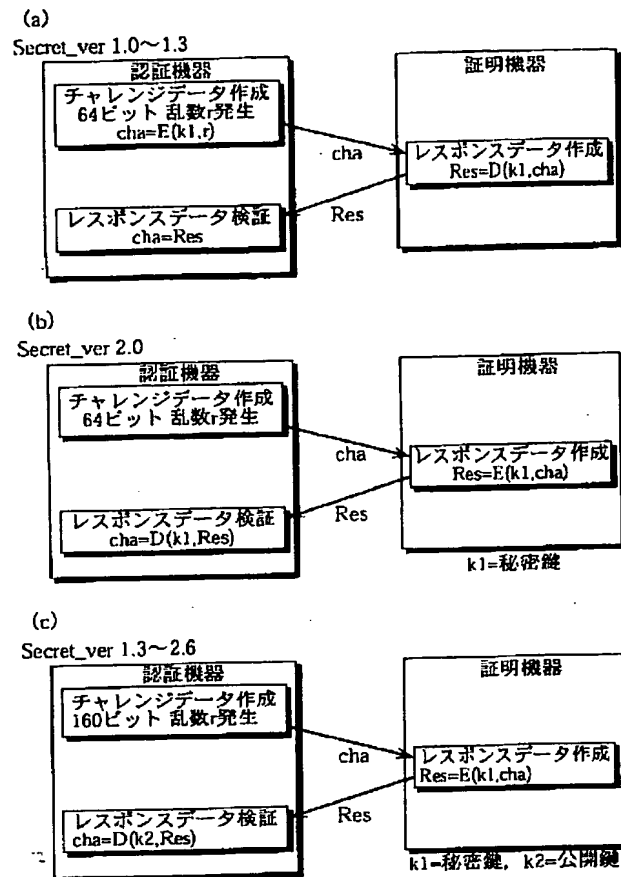 (a)
Secret_ver 1.0～1.3
認証機器
チャレンジデータ作成
64ビット 乱数r発生
cha=E(k1,r)
cha
証明機器
レスポンスデータ作成
Res=D(k1,cha)
Res
レスポンスデータ検証
cha=Res
(b)
Secret_ver 2.0
認証機器
チャレンジデータ作成
64ビット 乱数r発生
cha
証明機器
レスポンスデータ作成
Res=E(k1,cha)
Res
レスポンスデータ検証
cha=D(k1,Res)
k1=秘密鍵
(c)
Secret_ver 1.3～2.6
認証機器
チャレンジデータ作成
160ビット 乱数r発生
cha
証明機器
レスポンスデータ作成
Res=E(k1,cha)
Res
レスポンスデータ検証
cha=D(k2,Res)
k1=秘密鍵, k2=公開鍵